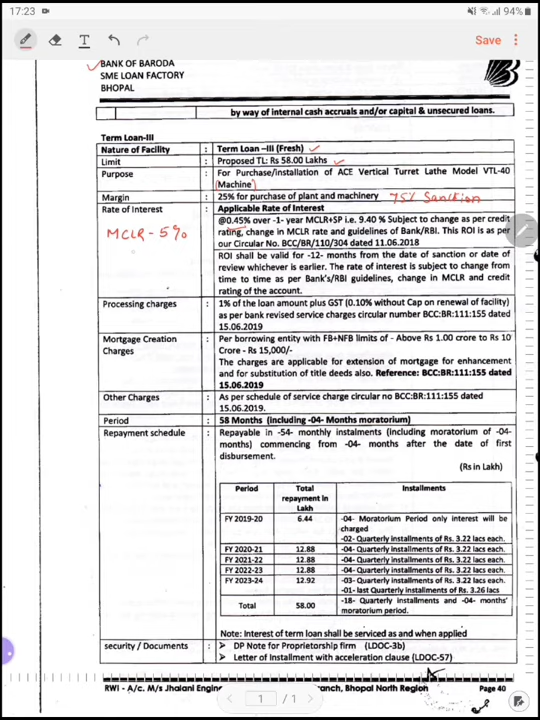 17:23
94%
Save
BANK OF BARODA
SME LOAN FACTORY
BHOPAL
by way of internal cash accruals and/or capital & unsecured loans.
Term Loan-III
Nature of Facility : Term Loan –III (Fresh)
Limit : Proposed TL: Rs 58.00 Lakhs
Purpose : For Purchase/installation of ACE Vertical Turret Lathe Model VTL-40
(Machine)
Margin : 25% for purchase of plant and machinery 75% Sanction
Rate of Interest : Applicable Rate of Interest
MCLR - 5%
@0.45% over -1- year MCLR+SP i.e. 9.40 % Subject to change as per credit
rating, change in MCLR rate and guidelines of Bank/RBI. This ROI is as per
our Circular No. BCC/BR/110/304 dated 11.06.2018
ROI shall be valid for -12- months from the date of sanction or date of
review whichever is earlier. The rate of interest is subject to change from
time to time as per Bank's/RBI guidelines, change in MCLR and credit
rating of the account.
Processing charges : 1% of the loan amount plus GST (0.10% without Cap on renewal of facility)
as per bank revised service charges circular number BCC:BR:111:155 dated
15.06.2019
Mortgage Creation : Per borrowing entity with FB+NFB limits of - Above Rs 1.00 crore to Rs 10
Charges Crore - Rs 15,000/-
The charges are applicable for extension of mortgage for enhancement
and for substitution of title deeds also. Reference: BCC:BR:111:155 dated
15.06.2019
Other Charges : As per schedule of service charge circular no BCC:BR:111:155 dated
15.06.2019.
Period : 58 Months (including -04- Months moratorium)
Repayment schedule : Repayable in -54- monthly instalments (including moratorium of -04-
months) commencing from -04- months after the date of first
disbursement.
(Rs in Lakh)
Period Total repayment in Lakh Installments
FY 2019-20 6.44 -04- Moratorium Period only interest will be
charged
-02- Quarterly installments of Rs. 3.22 lacs each.
FY 2020-21 12.88 -04- Quarterly installments of Rs. 3.22 lacs each.
FY 2021-22 12.88 -04- Quarterly installments of Rs. 3.22 lacs each.
FY 2022-23 12.88 -04- Quarterly installments of Rs. 3.22 lacs each.
FY 2023-24 12.92 -03- Quarterly installments of Rs. 3.22 lacs each.
-01- last Quarterly installments of Rs. 3.26 lacs
Total 58.00 -18- Quarterly installments and -04- months'
moratorium period.
Note: Interest of term loan shall be serviced as and when applied
security / Documents : ➢ DP Note for Proprietorship firm (LDOC-3b)
➢ Letter of Installment with acceleration clause (LDOC-57)
RWI - A/c. M/s Jhalani Engine ranch, Bhopal North Region Page 40
1 / 1